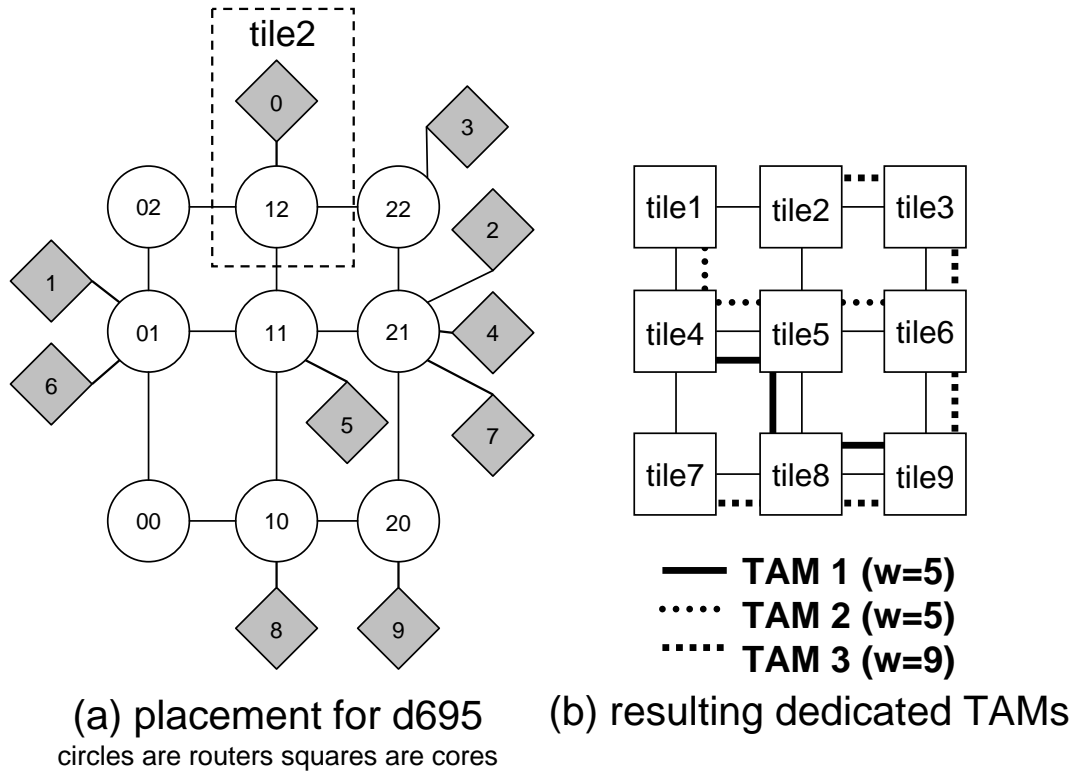 tile2
0
3
02
12
22
2
1
01
11
21
4
6
5
7
00
10
20
8
9
(a) placement for d695
circles are routers squares are cores
tile1
tile2
tile3
tile4
tile5
tile6
tile7
tile8
tile9
TAM 1 (w=5)
TAM 2 (w=5)
TAM 3 (w=9)
(b) resulting dedicated TAMs